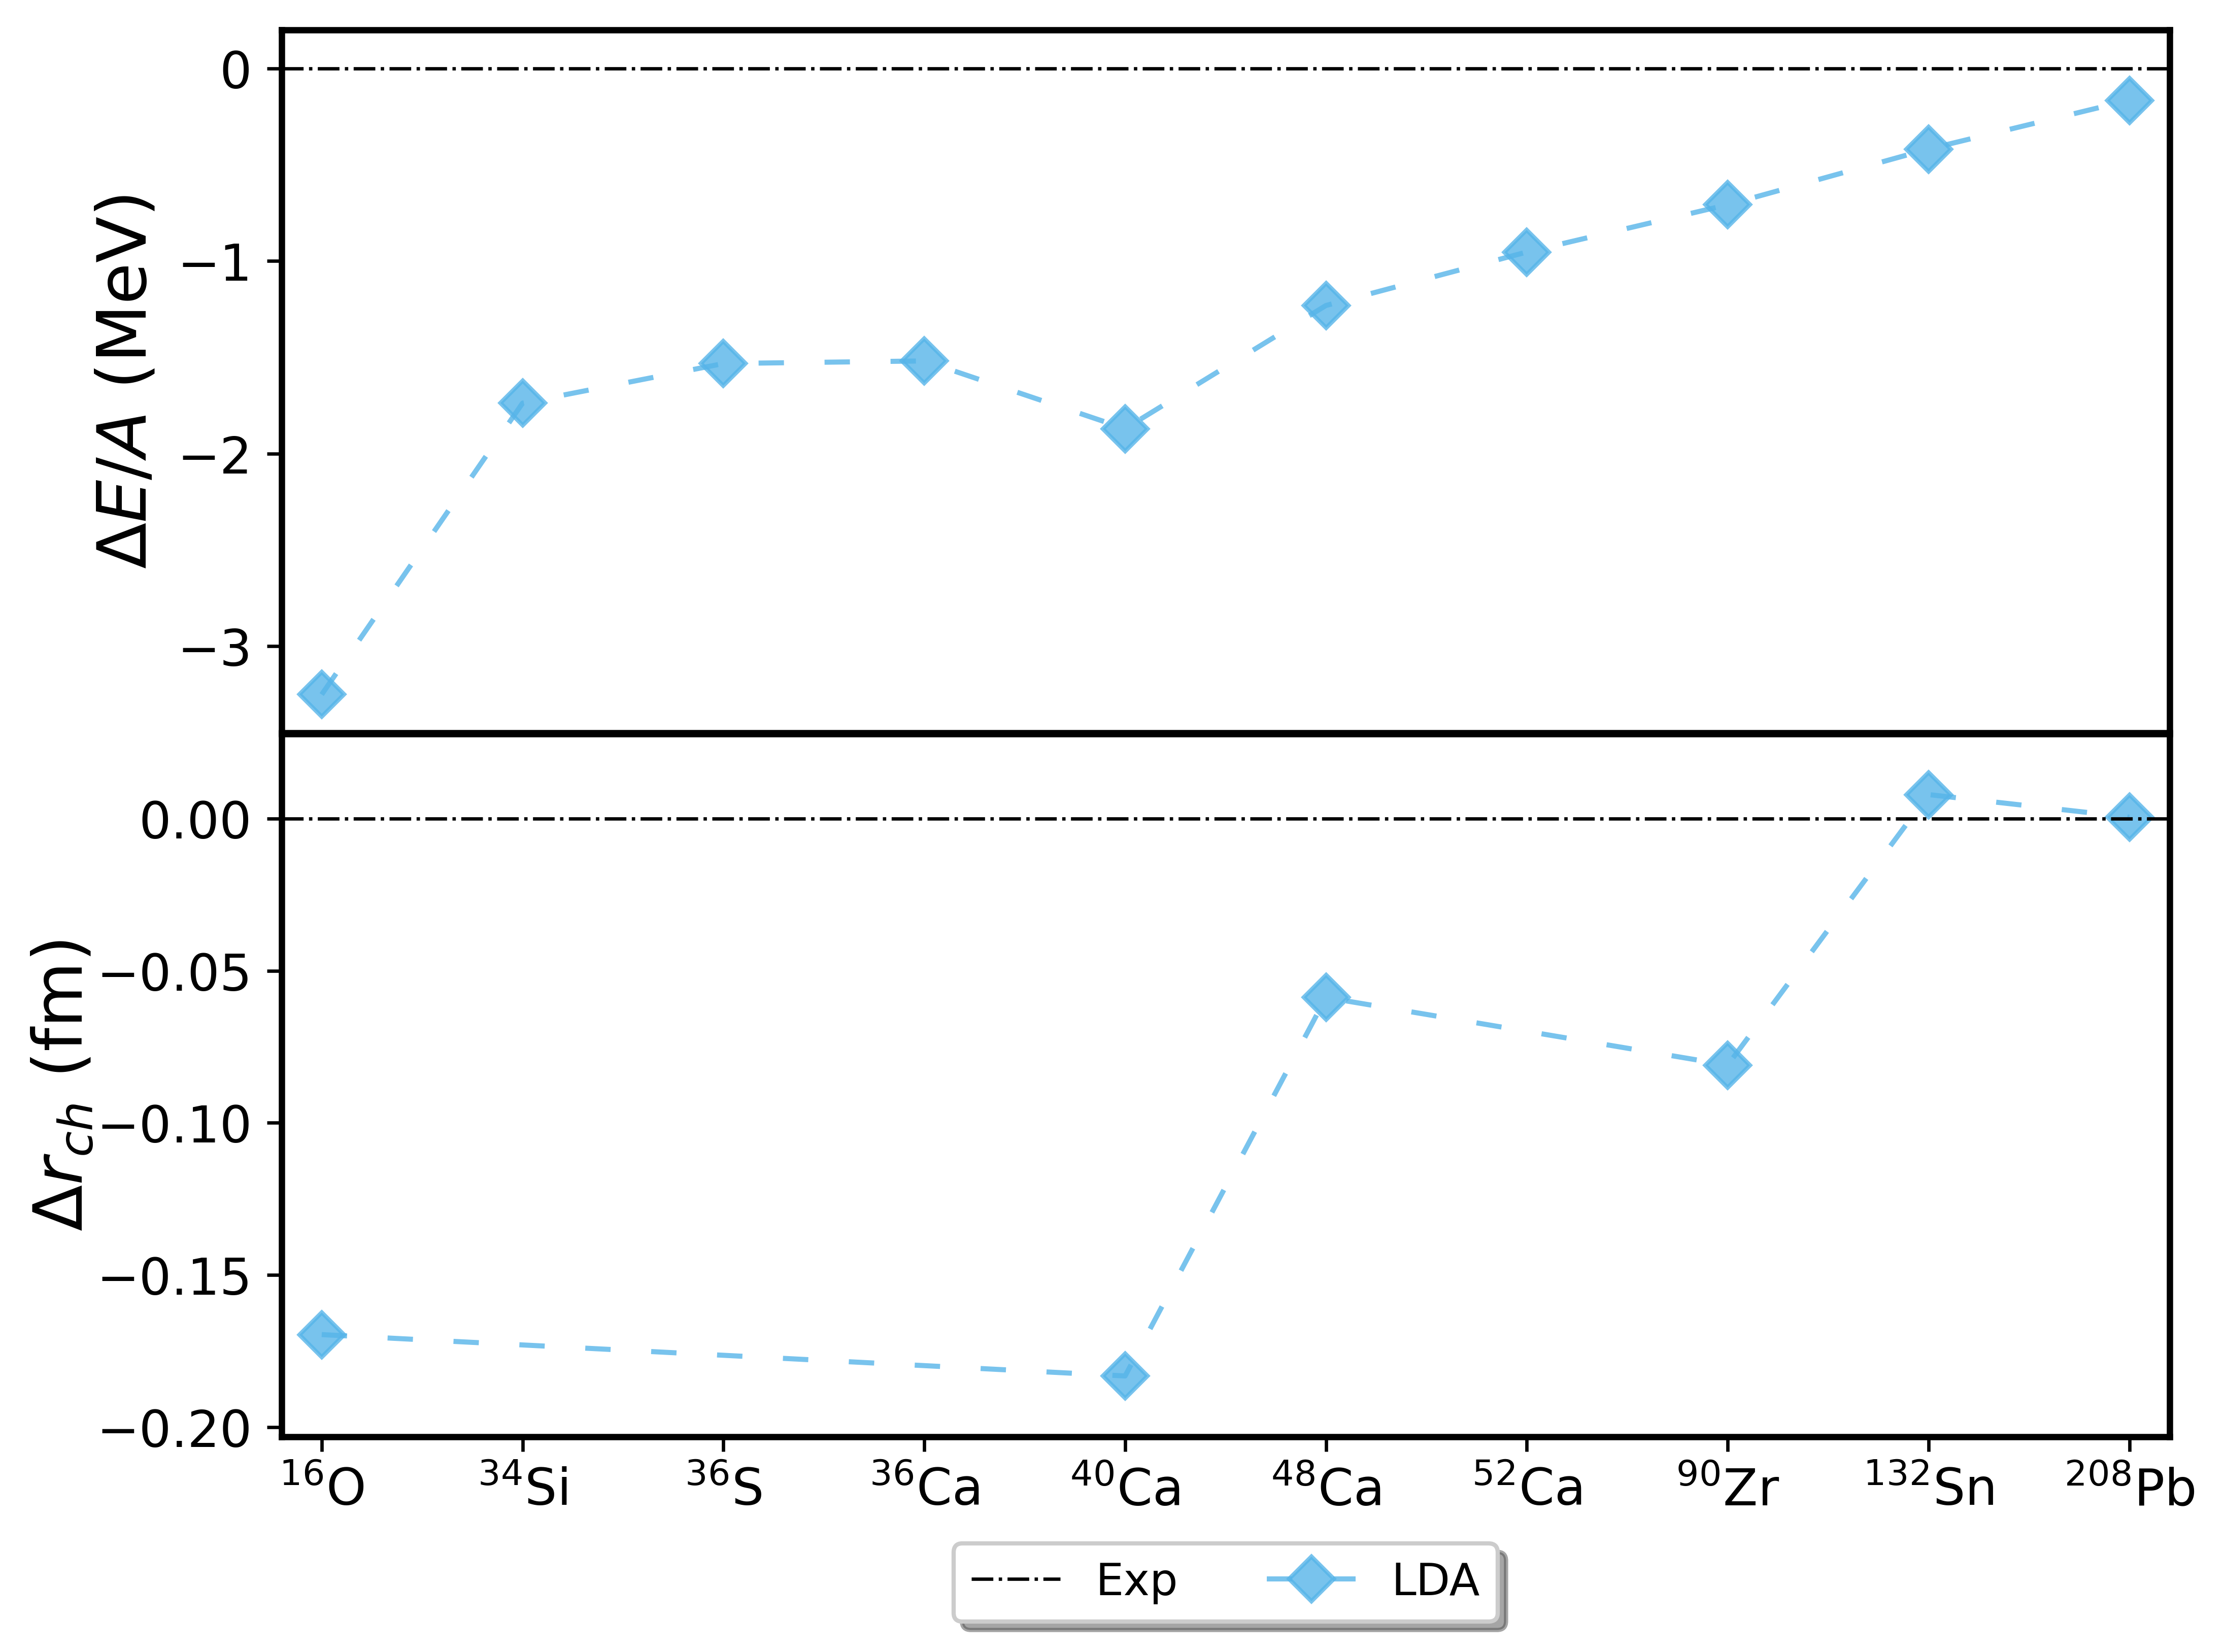 0
−1
−2
−3
ΔE/A (MeV)
0.00
−0.05
−0.10
−0.15
−0.20
Δr_ch (fm)
¹⁶O ³⁴Si ³⁶S ³⁶Ca ⁴⁰Ca ⁴⁸Ca ⁵²Ca ⁹⁰Zr ¹³²Sn ²⁰⁸Pb
Exp LDA